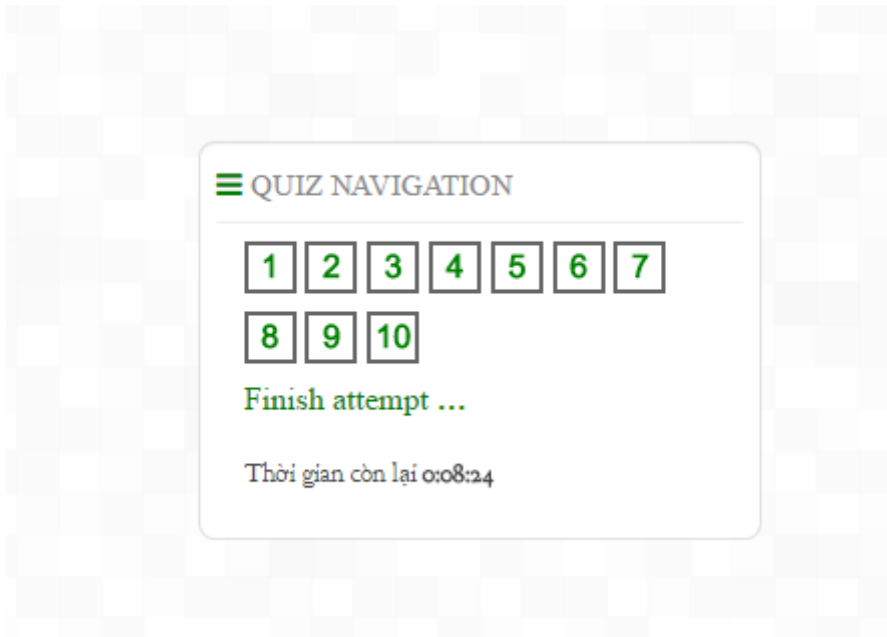 QUIZ NAVIGATION
1 2 3 4 5 6 7
8 9 10
Finish attempt ...
Thời gian còn lại 0:08:24